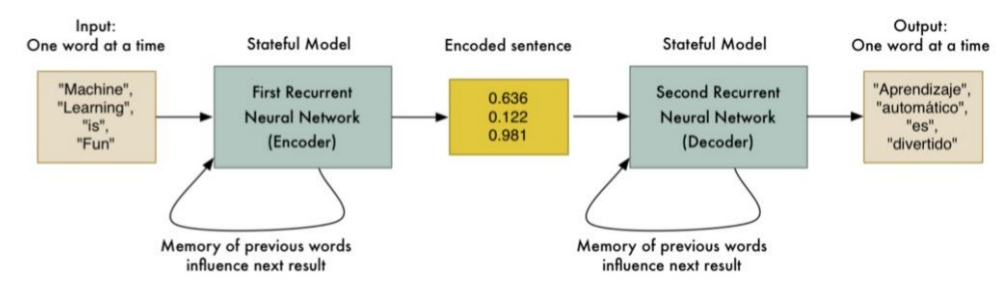 Input:
One word at a time
"Machine",
"Learning",
"is",
"Fun"
Stateful Model
First Recurrent
Neural Network
(Encoder)
Memory of previous words
influence next result
Encoded sentence
0.636
0.122
0.981
Stateful Model
Second Recurrent
Neural Network
(Decoder)
Memory of previous words
influence next result
Output:
One word at a time
"Aprendizaje",
"automático",
"es",
"divertido"